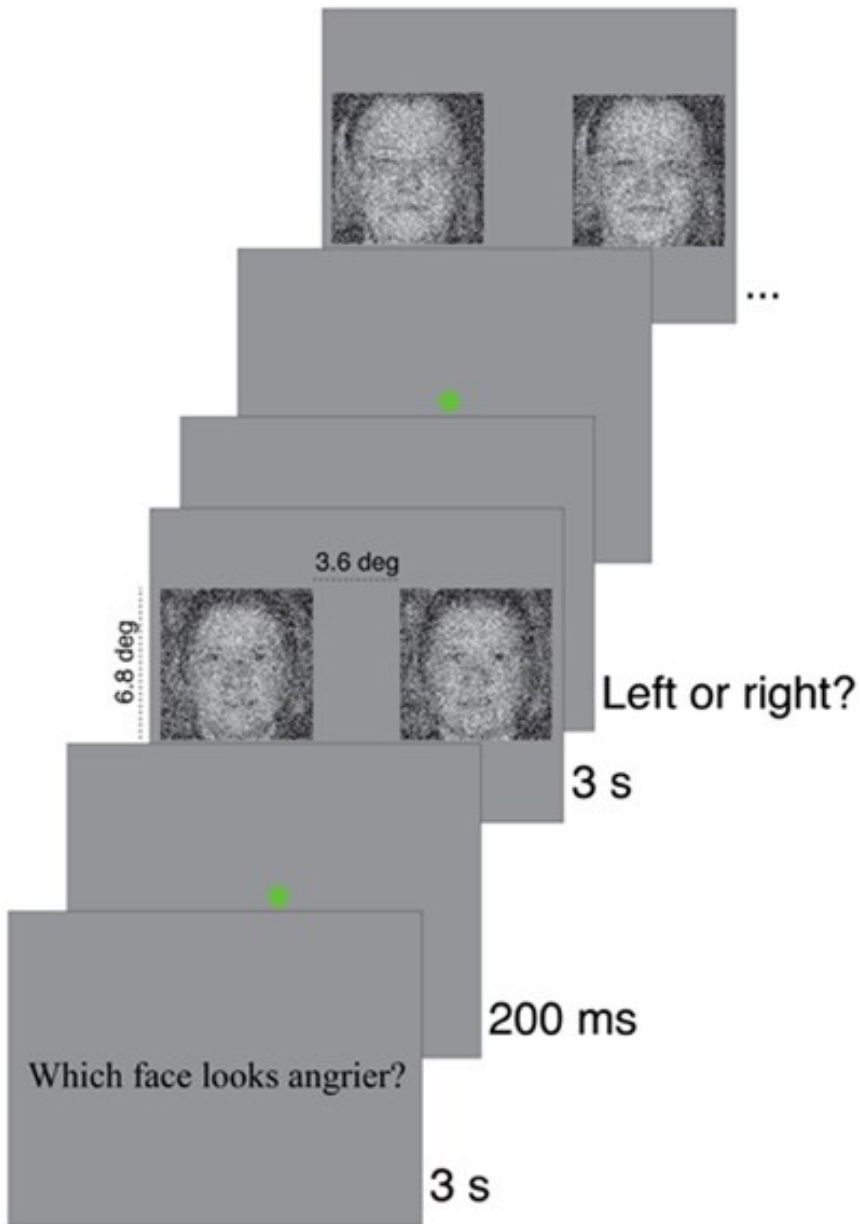 ...
3.6 deg
6.8 deg
Left or right?
3 s
200 ms
Which face looks angrier?
3 s